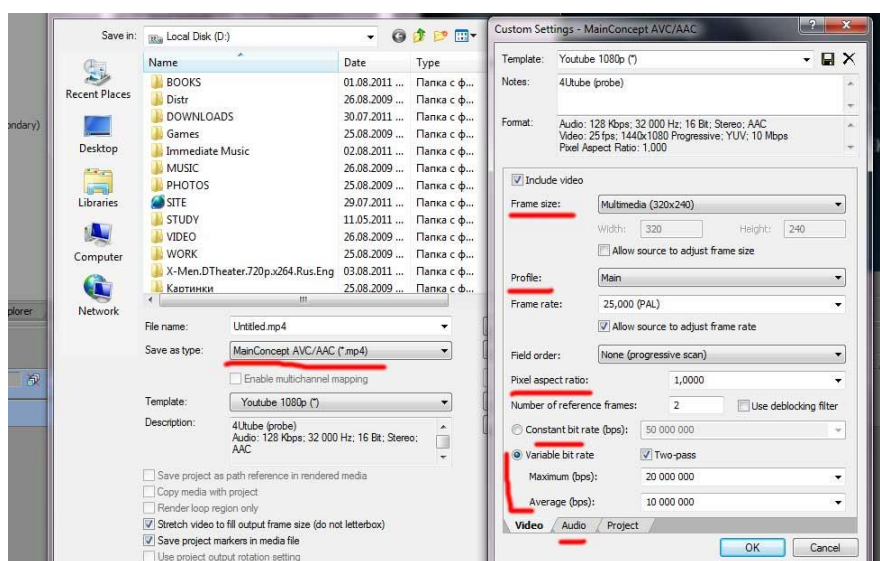 ondary)
plorer
Save in:
Local Disk (D:)
Recent Places
Desktop
Libraries
Computer
Network
Name Date Type
BOOKS 01.08.2011 ... Папка с ф...
Distr 26.08.2009 ... Папка с ф...
DOWNLOADS 30.07.2011 ... Папка с ф...
Games 25.08.2009 ... Папка с ф...
Immediate Music 02.08.2011 ... Папка с ф...
MUSIC 26.08.2009 ... Папка с ф...
PHOTOS 25.08.2009 ... Папка с ф...
SITE 29.07.2011 ... Папка с ф...
STUDY 11.05.2011 ... Папка с ф...
VIDEO 26.08.2009 ... Папка с ф...
WORK 25.08.2009 ... Папка с ф...
X-Men.DTheater.720p.x264.Rus.Eng 03.08.2011 ... Папка с ф...
Картинки 25.08.2009 ... Папка с ф...
File name: Untitled.mp4
Save as type: MainConcept AVC/AAC (*.mp4)
Enable multichannel mapping
Template: Youtube 1080p (*)
Description: 4Utube (probe)
Audio: 128 Kbps; 32 000 Hz; 16 Bit; Stereo;
AAC
Save project as path reference in rendered media
Copy media with project
Render loop region only
Stretch video to fill output frame size (do not letterbox)
Save project markers in media file
Use project output rotation setting
Custom Settings - MainConcept AVC/AAC
Template: Youtube 1080p (*)
Notes: 4Utube (probe)
Format: Audio: 128 Kbps; 32 000 Hz; 16 Bit; Stereo; AAC
Video: 25 fps; 1440x1080 Progressive; YUV; 10 Mbps
Pixel Aspect Ratio: 1.000
Include video
Frame size: Multimedia (320x240)
Width: 320 Height: 240
Allow source to adjust frame size
Profile: Main
Frame rate: 25,000 (PAL)
Allow source to adjust frame rate
Field order: None (progressive scan)
Pixel aspect ratio: 1,0000
Number of reference frames: 2 Use deblocking filter
Constant bit rate (bps): 50 000 000
Variable bit rate Two-pass
Maximum (bps): 20 000 000
Average (bps): 10 000 000
Video Audio Project
OK Cancel